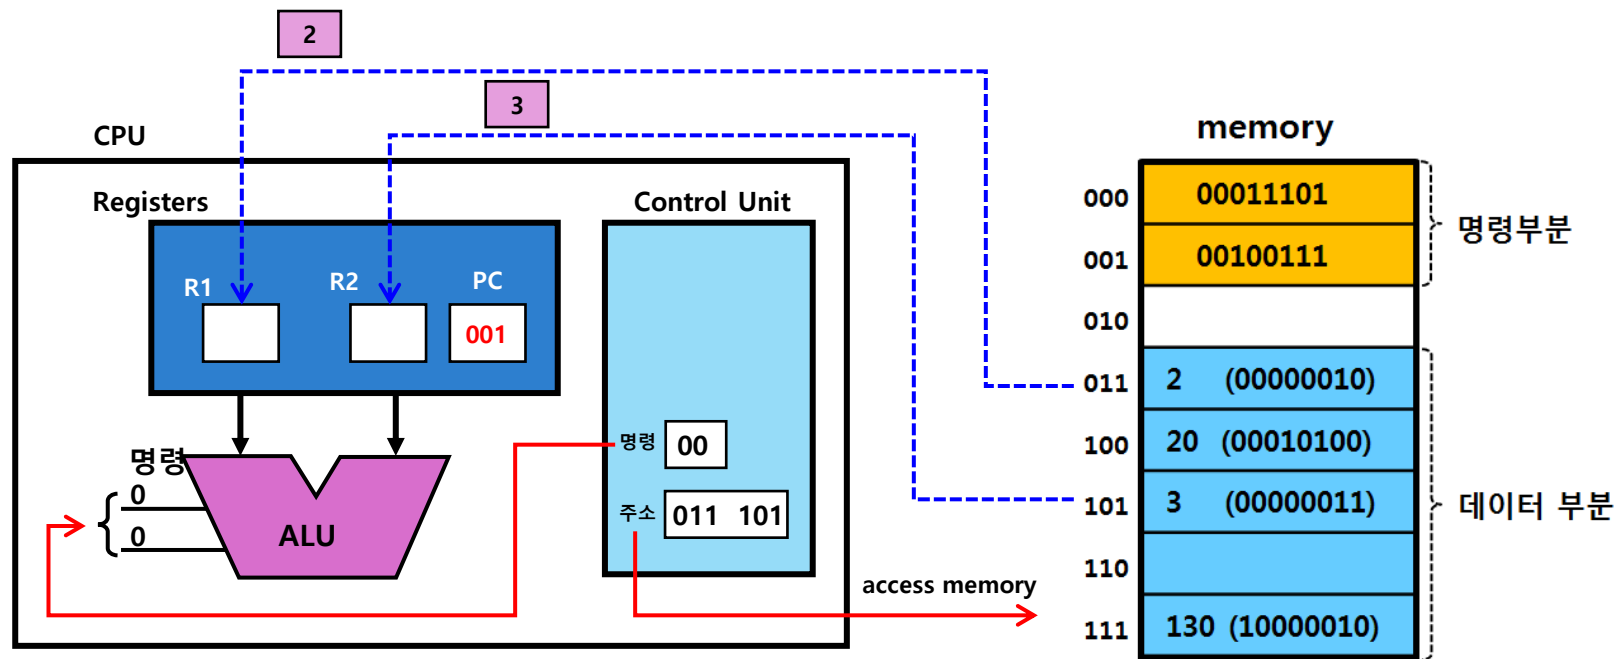 2
3
CPU
memory
Registers
Control Unit
R1
R2
PC
001
명령
00
주소
011 101
명령
0
0
ALU
access memory
000
00011101
001
00100111
010
011
2 (00000010)
100
20 (00010100)
101
3 (00000011)
110
111
130 (10000010)
명령부분
데이터 부분